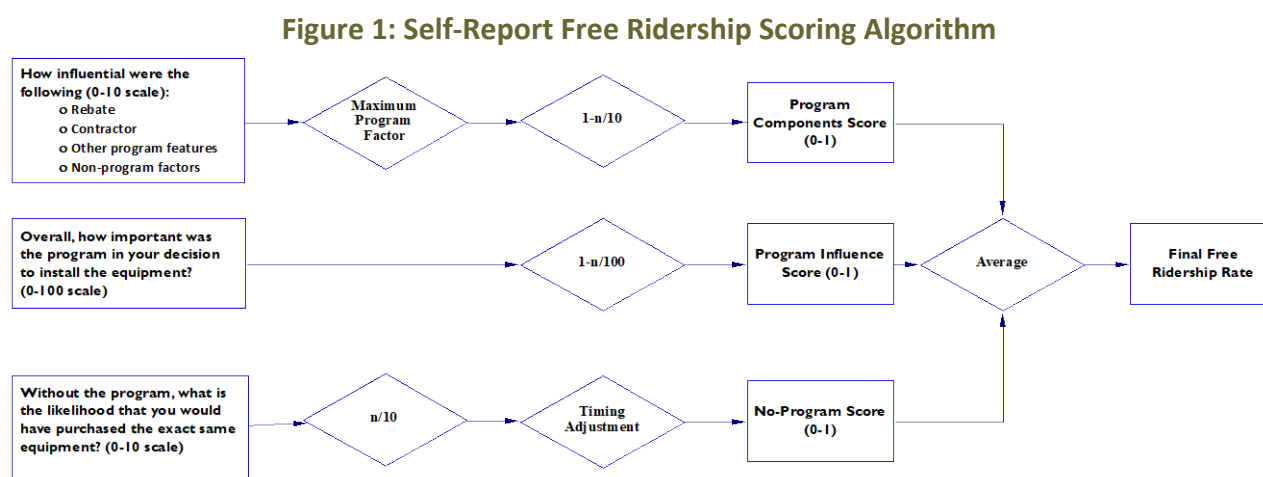 Figure 1: Self-Report Free Ridership Scoring Algorithm
How influential were the
following (0-10 scale):
o Rebate
o Contractor
o Other program features
o Non-program factors
Maximum
Program
Factor
1-n/10
Program
Components Score
(0-1)
Overall, how important was
the program in your decision
to install the equipment?
(0-100 scale)
1-n/100
Program Influence
Score (0-1)
Average
Final Free
Ridership Rate
Without the program, what is
the likelihood that you would
have purchased the exact same
equipment? (0-10 scale)
n/10
Timing
Adjustment
No-Program Score
(0-1)